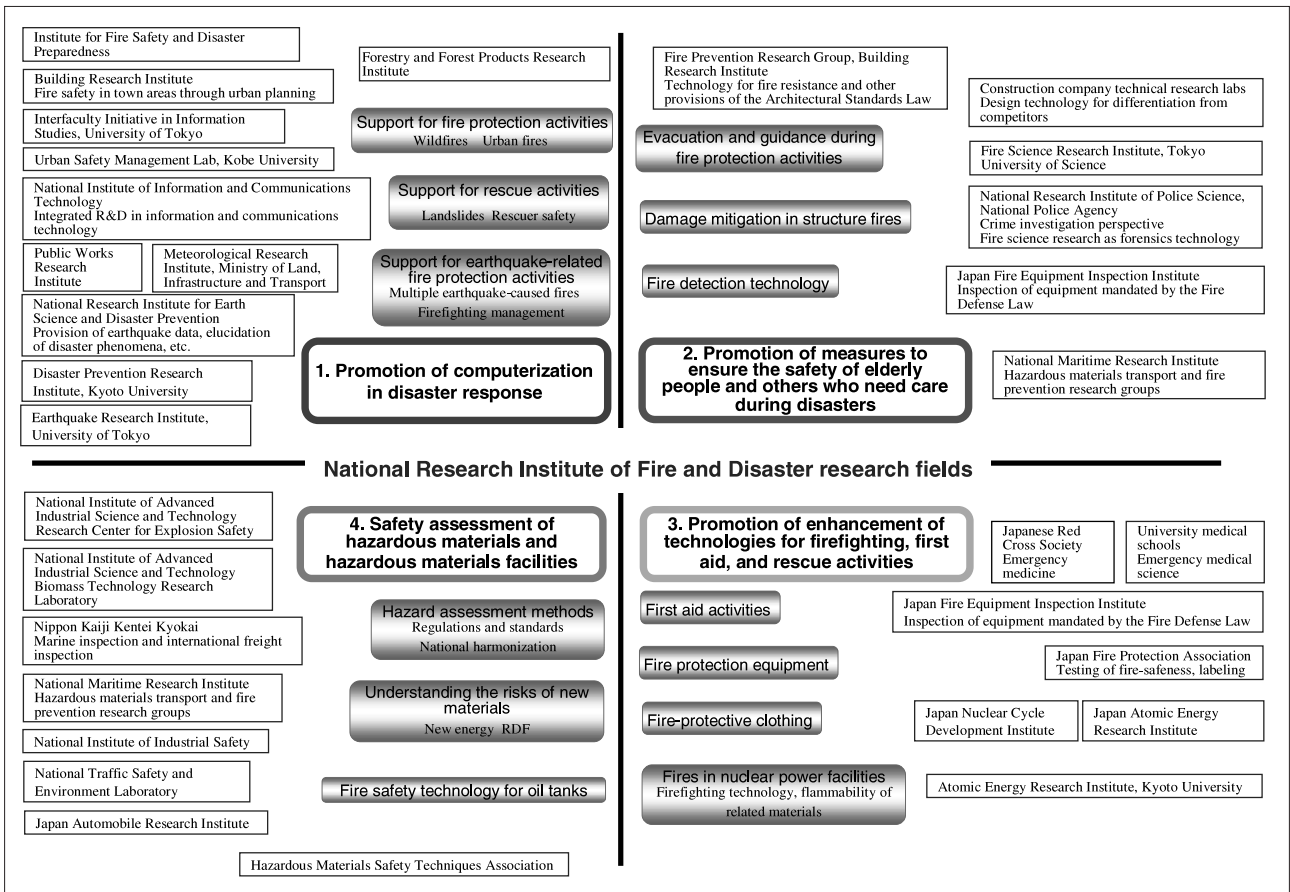 Institute for Fire Safety and Disaster
Preparedness
Building Research Institute
Fire safety in town areas through urban planning
Interfaculty Initiative in Information
Studies, University of Tokyo
Urban Safety Management Lab, Kobe University
National Institute of Information and Communications
Technology
Integrated R&D in information and communications
technology
Public Works
Research
Institute
Meteorological Research
Institute, Ministry of Land,
Infrastructure and Transport
National Research Institute for Earth
Science and Disaster Prevention
Provision of earthquake data, elucidation
of disaster phenomena, etc.
Disaster Prevention Research
Institute, Kyoto University
Earthquake Research Institute,
University of Tokyo
Forestry and Forest Products Research
Institute
Support for fire protection activities
Wildfires Urban fires
Support for rescue activities
Landslides Rescuer safety
Support for earthquake-related
fire protection activities
Multiple earthquake-caused fires
Firefighting management
1. Promotion of computerization
in disaster response
Fire Prevention Research Group, Building
Research Institute
Technology for fire resistance and other
provisions of the Architectural Standards Law
Evacuation and guidance during
fire protection activities
Damage mitigation in structure fires
Fire detection technology
2. Promotion of measures to
ensure the safety of elderly
people and others who need care
during disasters
Construction company technical research labs
Design technology for differentiation from
competitors
Fire Science Research Institute, Tokyo
University of Science
National Research Institute of Police Science,
National Police Agency
Crime investigation perspective
Fire science research as forensics technology
Japan Fire Equipment Inspection Institute
Inspection of equipment mandated by the Fire
Defense Law
National Maritime Research Institute
Hazardous materials transport and fire
prevention research groups
National Research Institute of Fire and Disaster research fields
National Institute of Advanced
Industrial Science and Technology
Research Center for Explosion Safety
National Institute of Advanced
Industrial Science and Technology
Biomass Technology Research
Laboratory
Nippon Kaiji Kentei Kyokai
Marine inspection and international freight
inspection
National Maritime Research Institute
Hazardous materials transport and fire
prevention research groups
National Institute of Industrial Safety
National Traffic Safety and
Environment Laboratory
Japan Automobile Research Institute
Hazardous Materials Safety Techniques Association
4. Safety assessment of
hazardous materials and
hazardous materials facilities
Hazard assessment methods
Regulations and standards
National harmonization
Understanding the risks of new
materials
New energy RDF
Fire safety technology for oil tanks
3. Promotion of enhancement of
technologies for firefighting, first
aid, and rescue activities
First aid activities
Fire protection equipment
Fire-protective clothing
Fires in nuclear power facilities
Firefighting technology, flammability of
related materials
Japanese Red
Cross Society
Emergency
medicine
University medical
schools
Emergency medical
science
Japan Fire Equipment Inspection Institute
Inspection of equipment mandated by the Fire Defense Law
Japan Fire Protection Association
Testing of fire-safeness, labeling
Japan Nuclear Cycle
Development Institute
Japan Atomic Energy
Research Institute
Atomic Energy Research Institute, Kyoto University